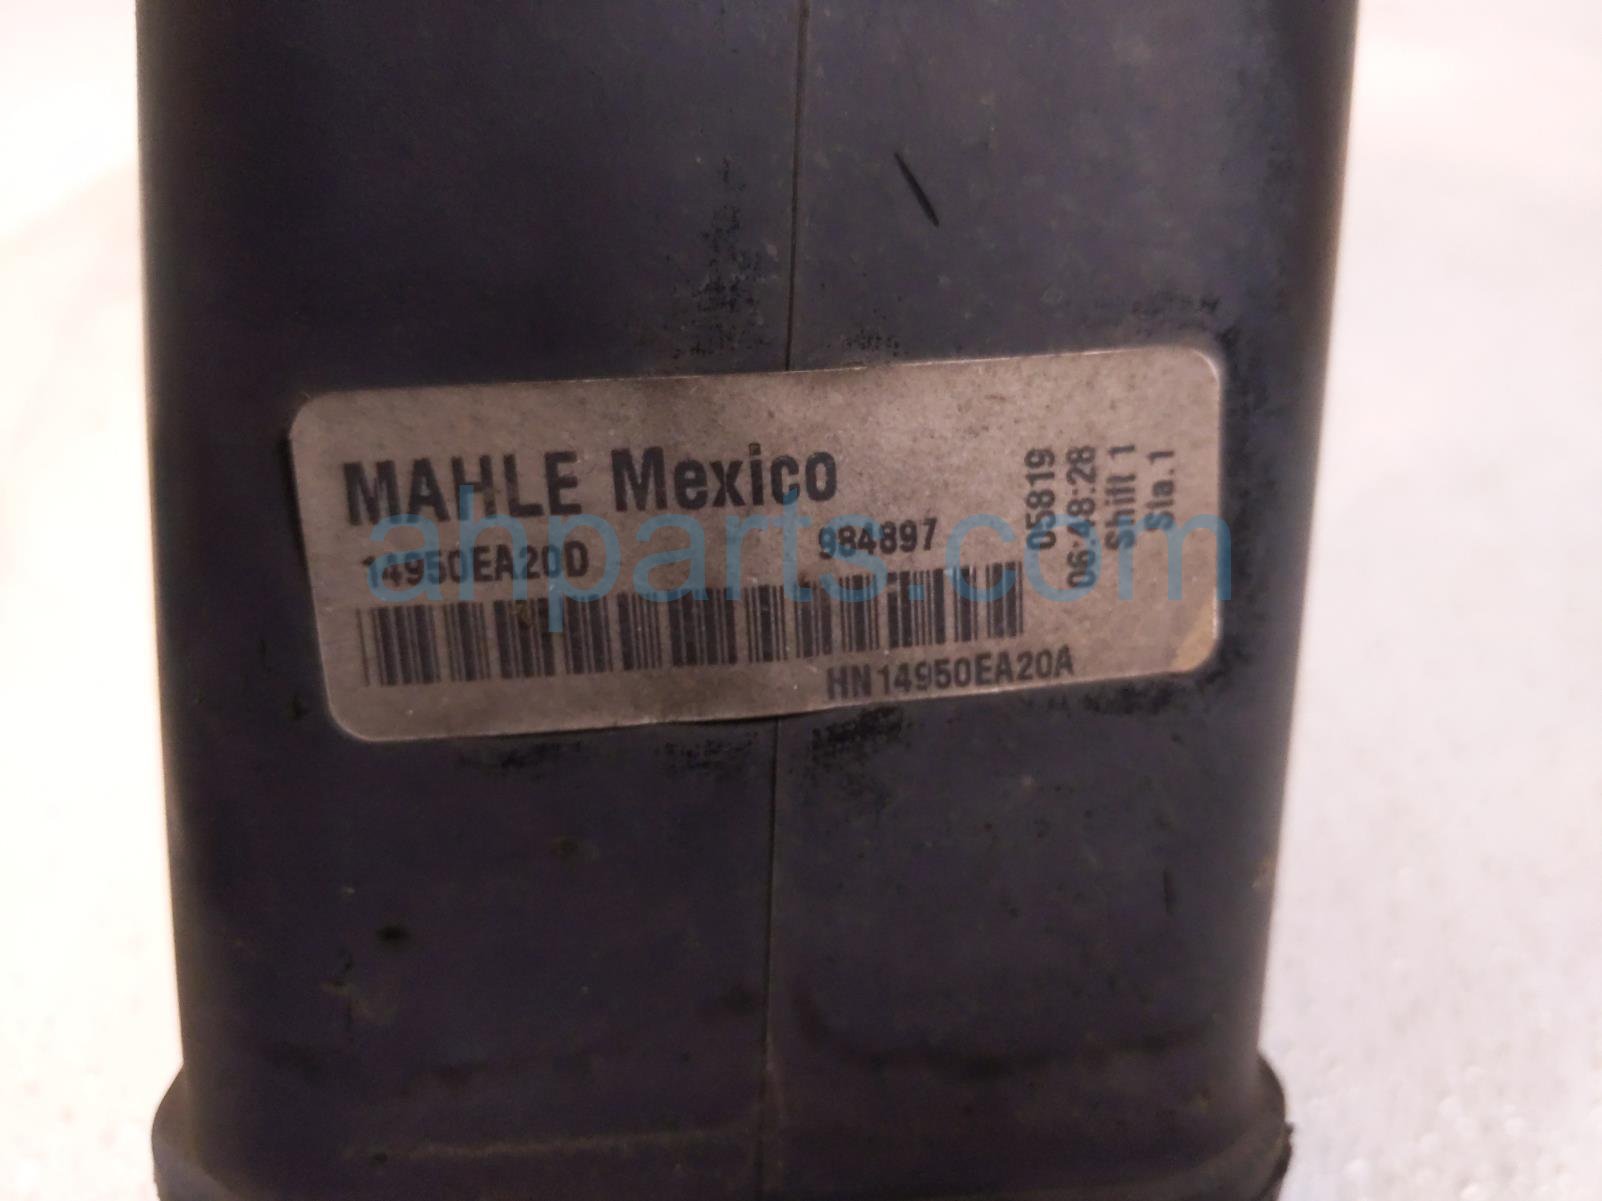 MAHLE Mexico
14950EA20D 984897
HN14950EA20A
05819
06:48:28
Shift 1
Sta.1
ahparts.com